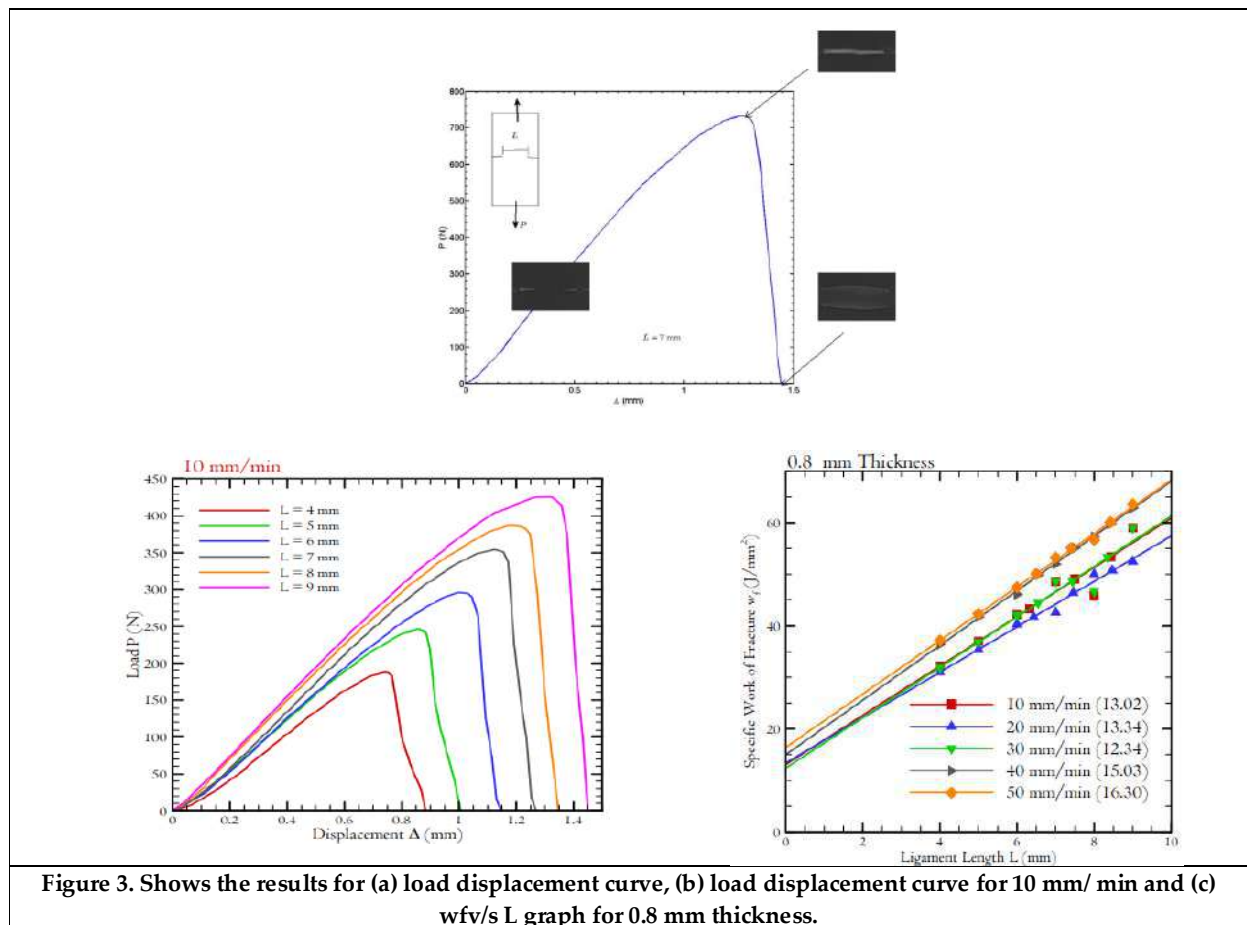 800
700
600
500
400
300
200
100
0
P (N)
L
P
L = 7 mm
0
0.5
1
1.5
Δ (mm)
10 mm/min
450
400
350
300
250
200
150
100
50
0
Load P (N)
L = 4 mm
L = 5 mm
L = 6 mm
L = 7 mm
L = 8 mm
L = 9 mm
0 0.2 0.4 0.6 0.8 1 1.2 1.4
Displacement Δ (mm)
0.8 mm Thickness
60
40
20
0
Specific Work of Fracture wf (J/mm²)
10 mm/min (13.02)
20 mm/min (13.34)
30 mm/min (12.34)
40 mm/min (15.03)
50 mm/min (16.30)
0 2 4 6 8 10
Ligament Length L (mm)
Figure 3. Shows the results for (a) load displacement curve, (b) load displacement curve for 10 mm/ min and (c)
wfv/s L graph for 0.8 mm thickness.